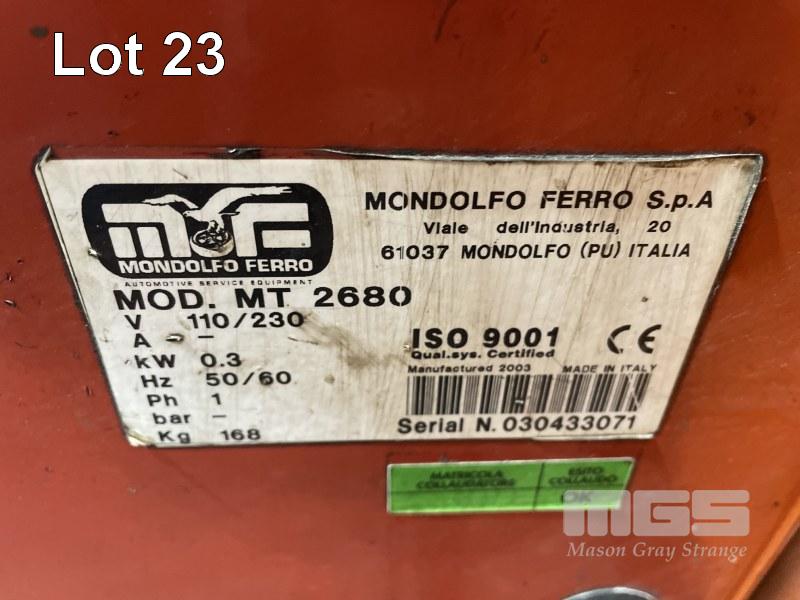 Lot 23
MF
MONDOLFO FERRO
AUTOMOTIVE SERVICE EQUIPMENT
MONDOLFO FERRO S.p.A
Viale dell'Industria, 20
61037 MONDOLFO (PU) ITALIA
MOD. MT 2680
V 110/230
A -
kW 0.3
Hz 50/60
Ph 1
bar -
Kg 168
ISO 9001
Qual.sys. Certified
CE
Manufactured 2003 MADE IN ITALY
Serial N. 030433071
MATRICOLA
COLLAUDATORE
ESITO
COLLAUDO
OK
MGS
Mason Gray Strange